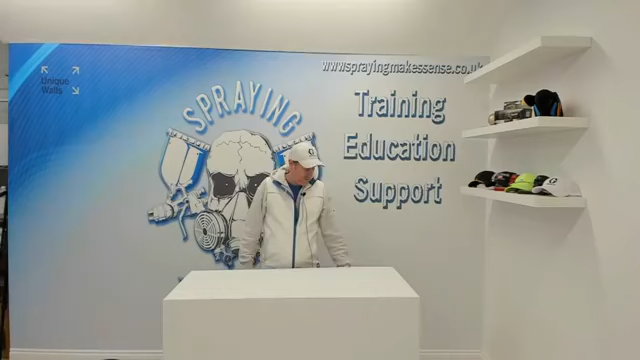 www.sprayingmakessense.co.uk
Unique
Walls
SPRAYING
Training
Education
Support